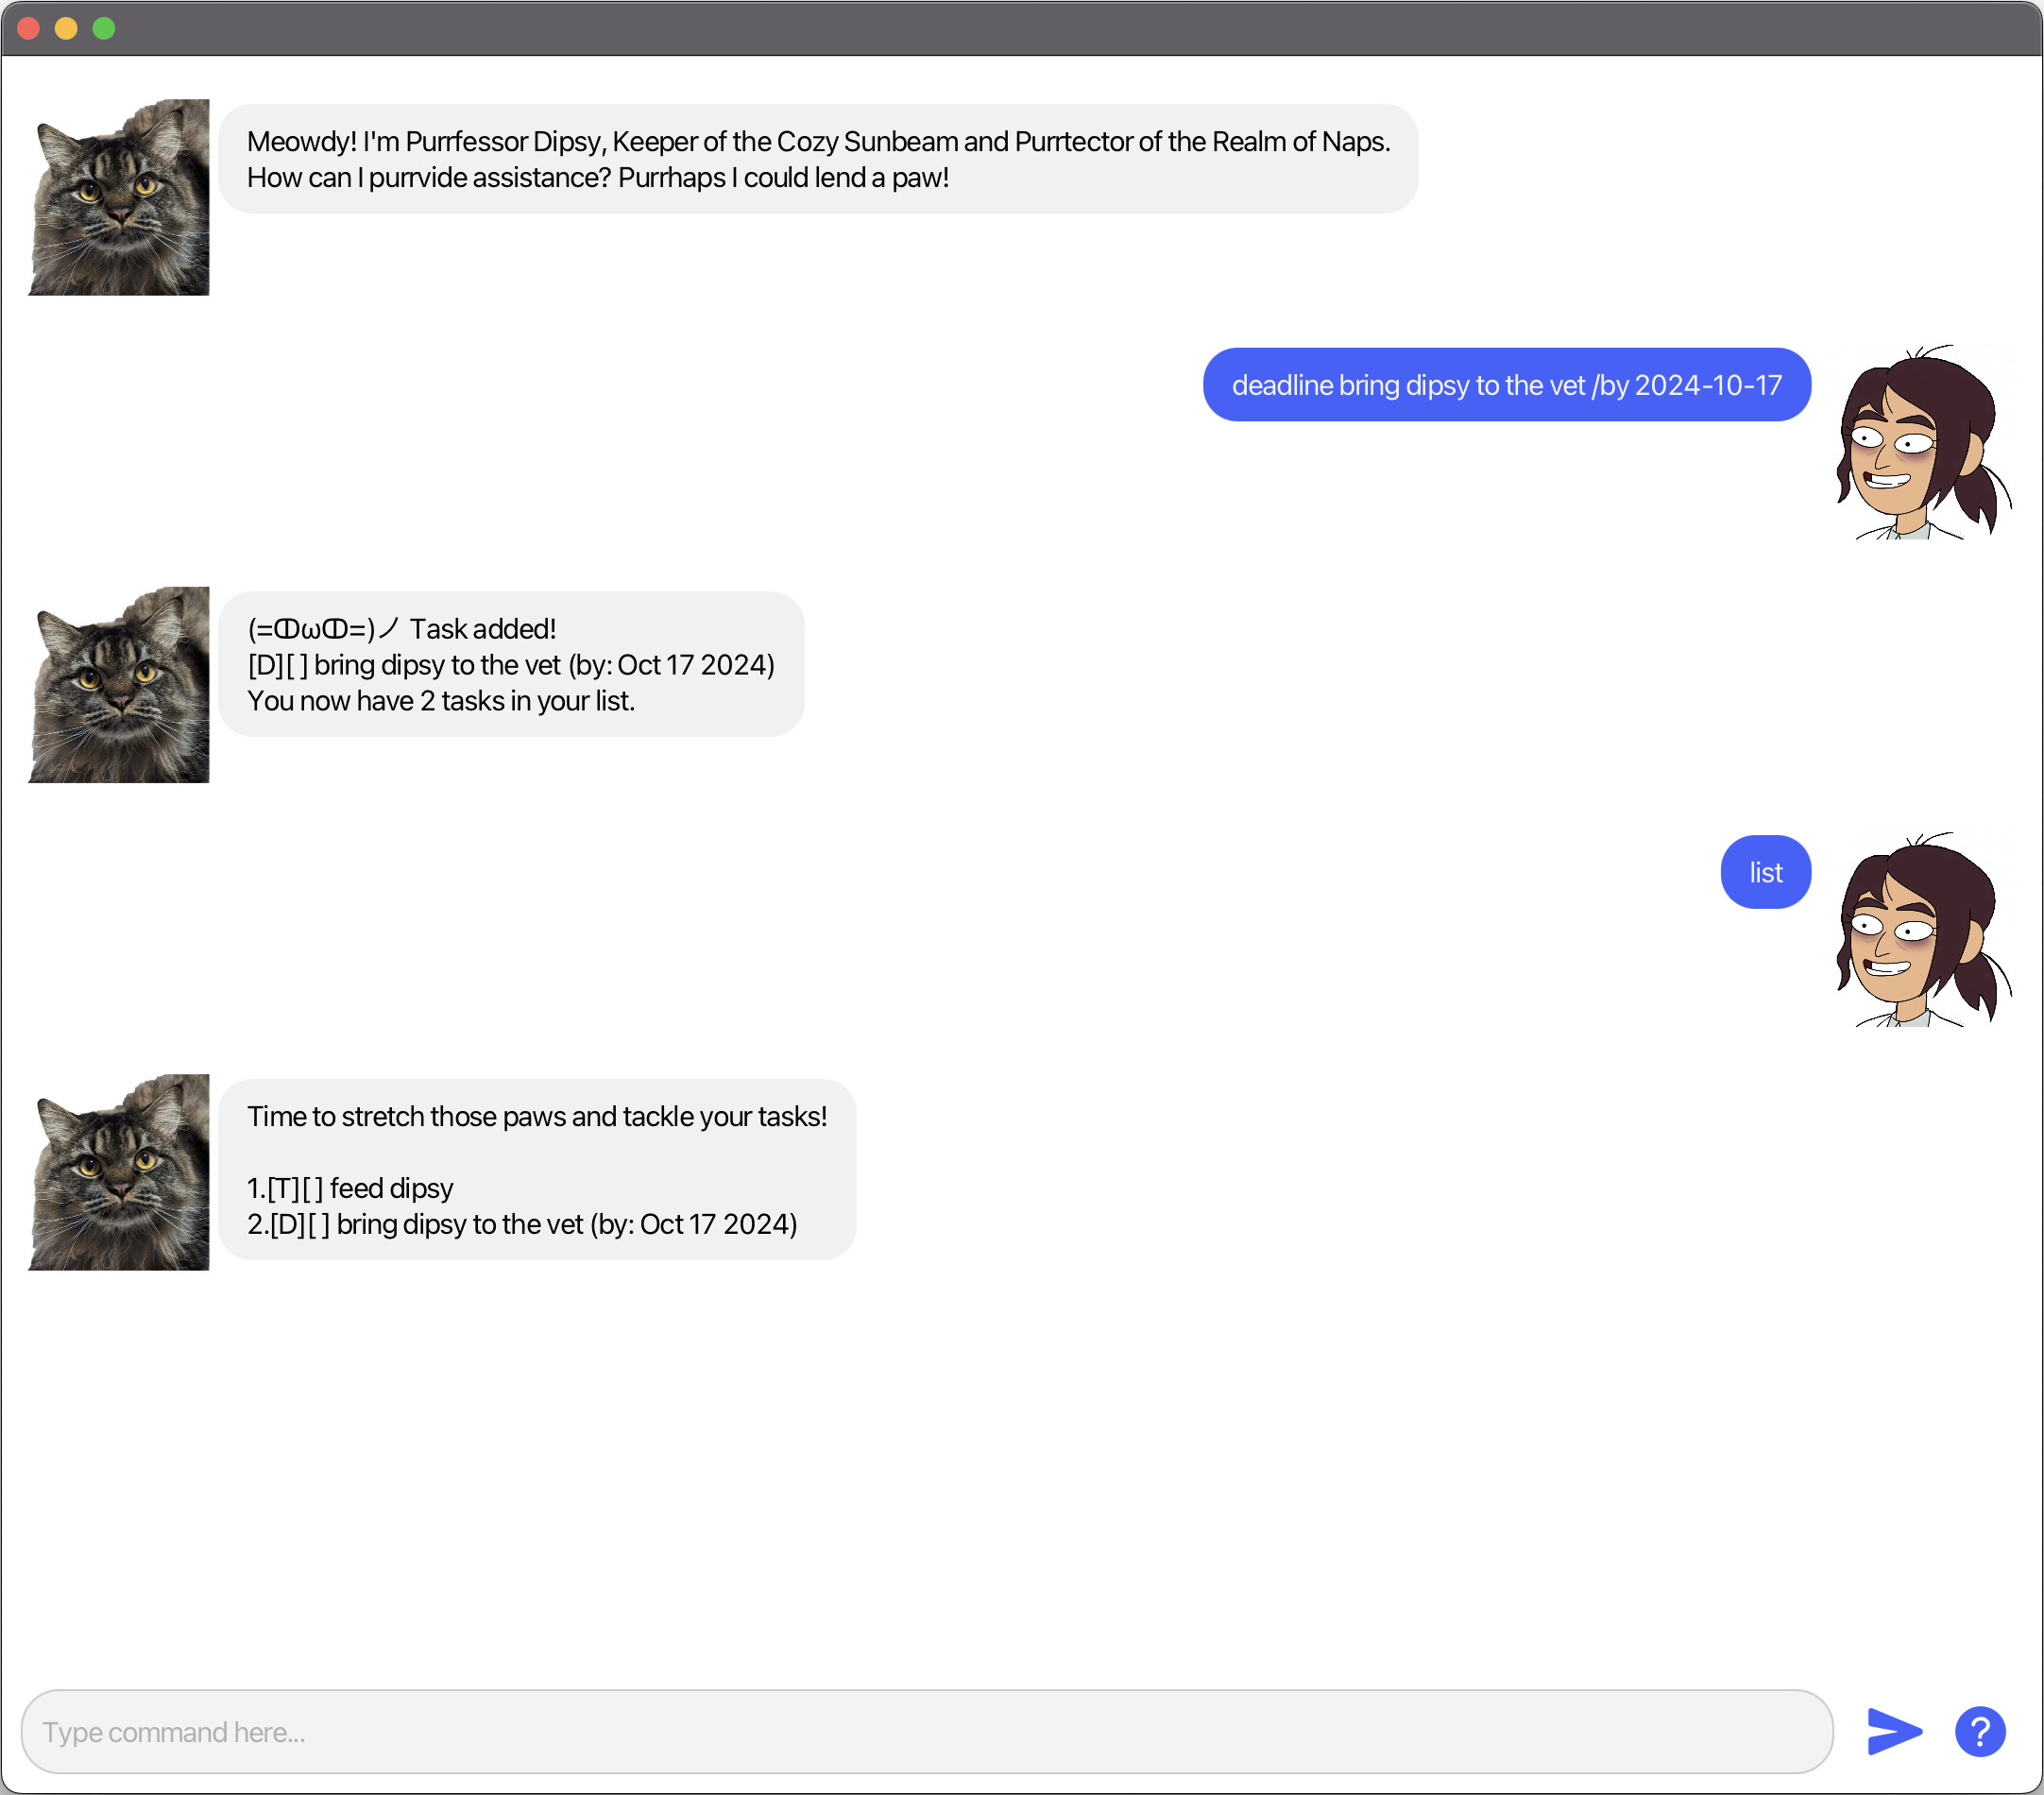 Meowdy! I'm Purrfessor Dipsy, Keeper of the Cozy Sunbeam and Purrtector of the Realm of Naps.
How can I purrvide assistance? Purrhaps I could lend a paw!
deadline bring dipsy to the vet /by 2024-10-17
(=ↀωↀ=)ノ Task added!
[D][ ] bring dipsy to the vet (by: Oct 17 2024)
You now have 2 tasks in your list.
list
Time to stretch those paws and tackle your tasks!
1.[T][ ] feed dipsy
2.[D][ ] bring dipsy to the vet (by: Oct 17 2024)
Type command here...
?